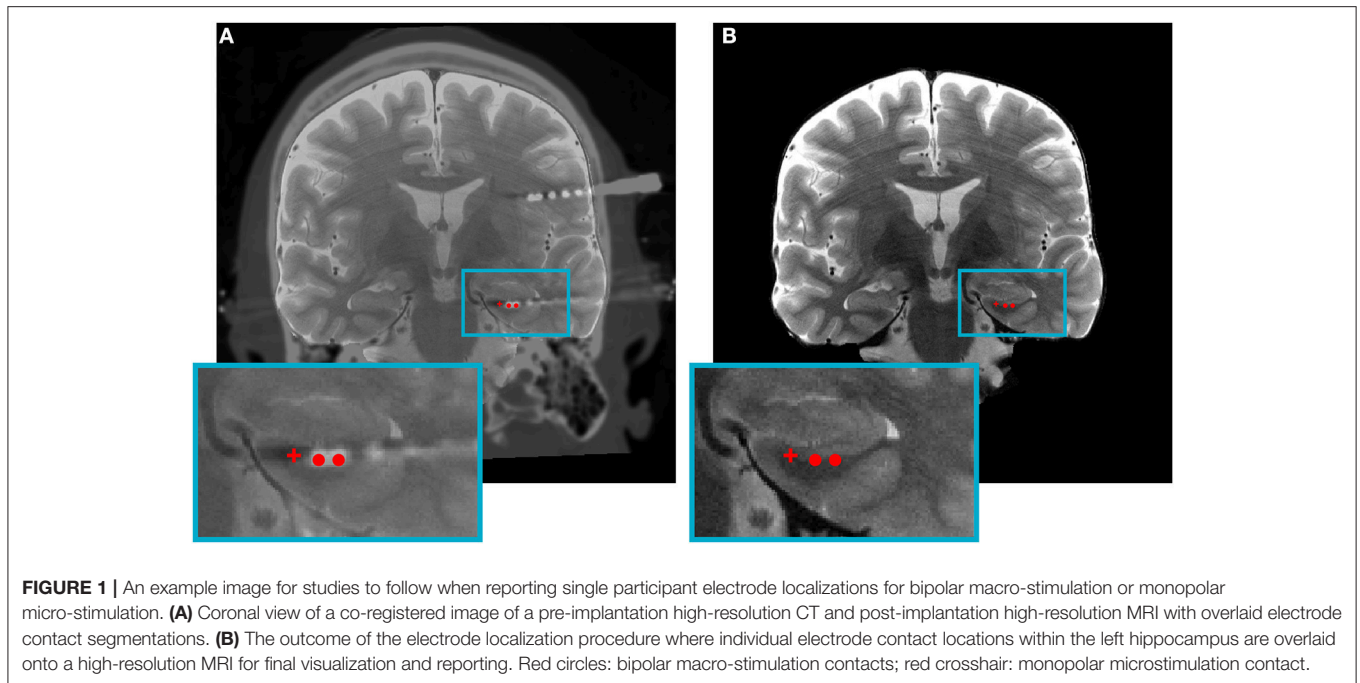 A
B
FIGURE 1 | An example image for studies to follow when reporting single participant electrode localizations for bipolar macro-stimulation or monopolar
micro-stimulation. (A) Coronal view of a co-registered image of a pre-implantation high-resolution CT and post-implantation high-resolution MRI with overlaid electrode
contact segmentations. (B) The outcome of the electrode localization procedure where individual electrode contact locations within the left hippocampus are overlaid
onto a high-resolution MRI for final visualization and reporting. Red circles: bipolar macro-stimulation contacts; red crosshair: monopolar microstimulation contact.